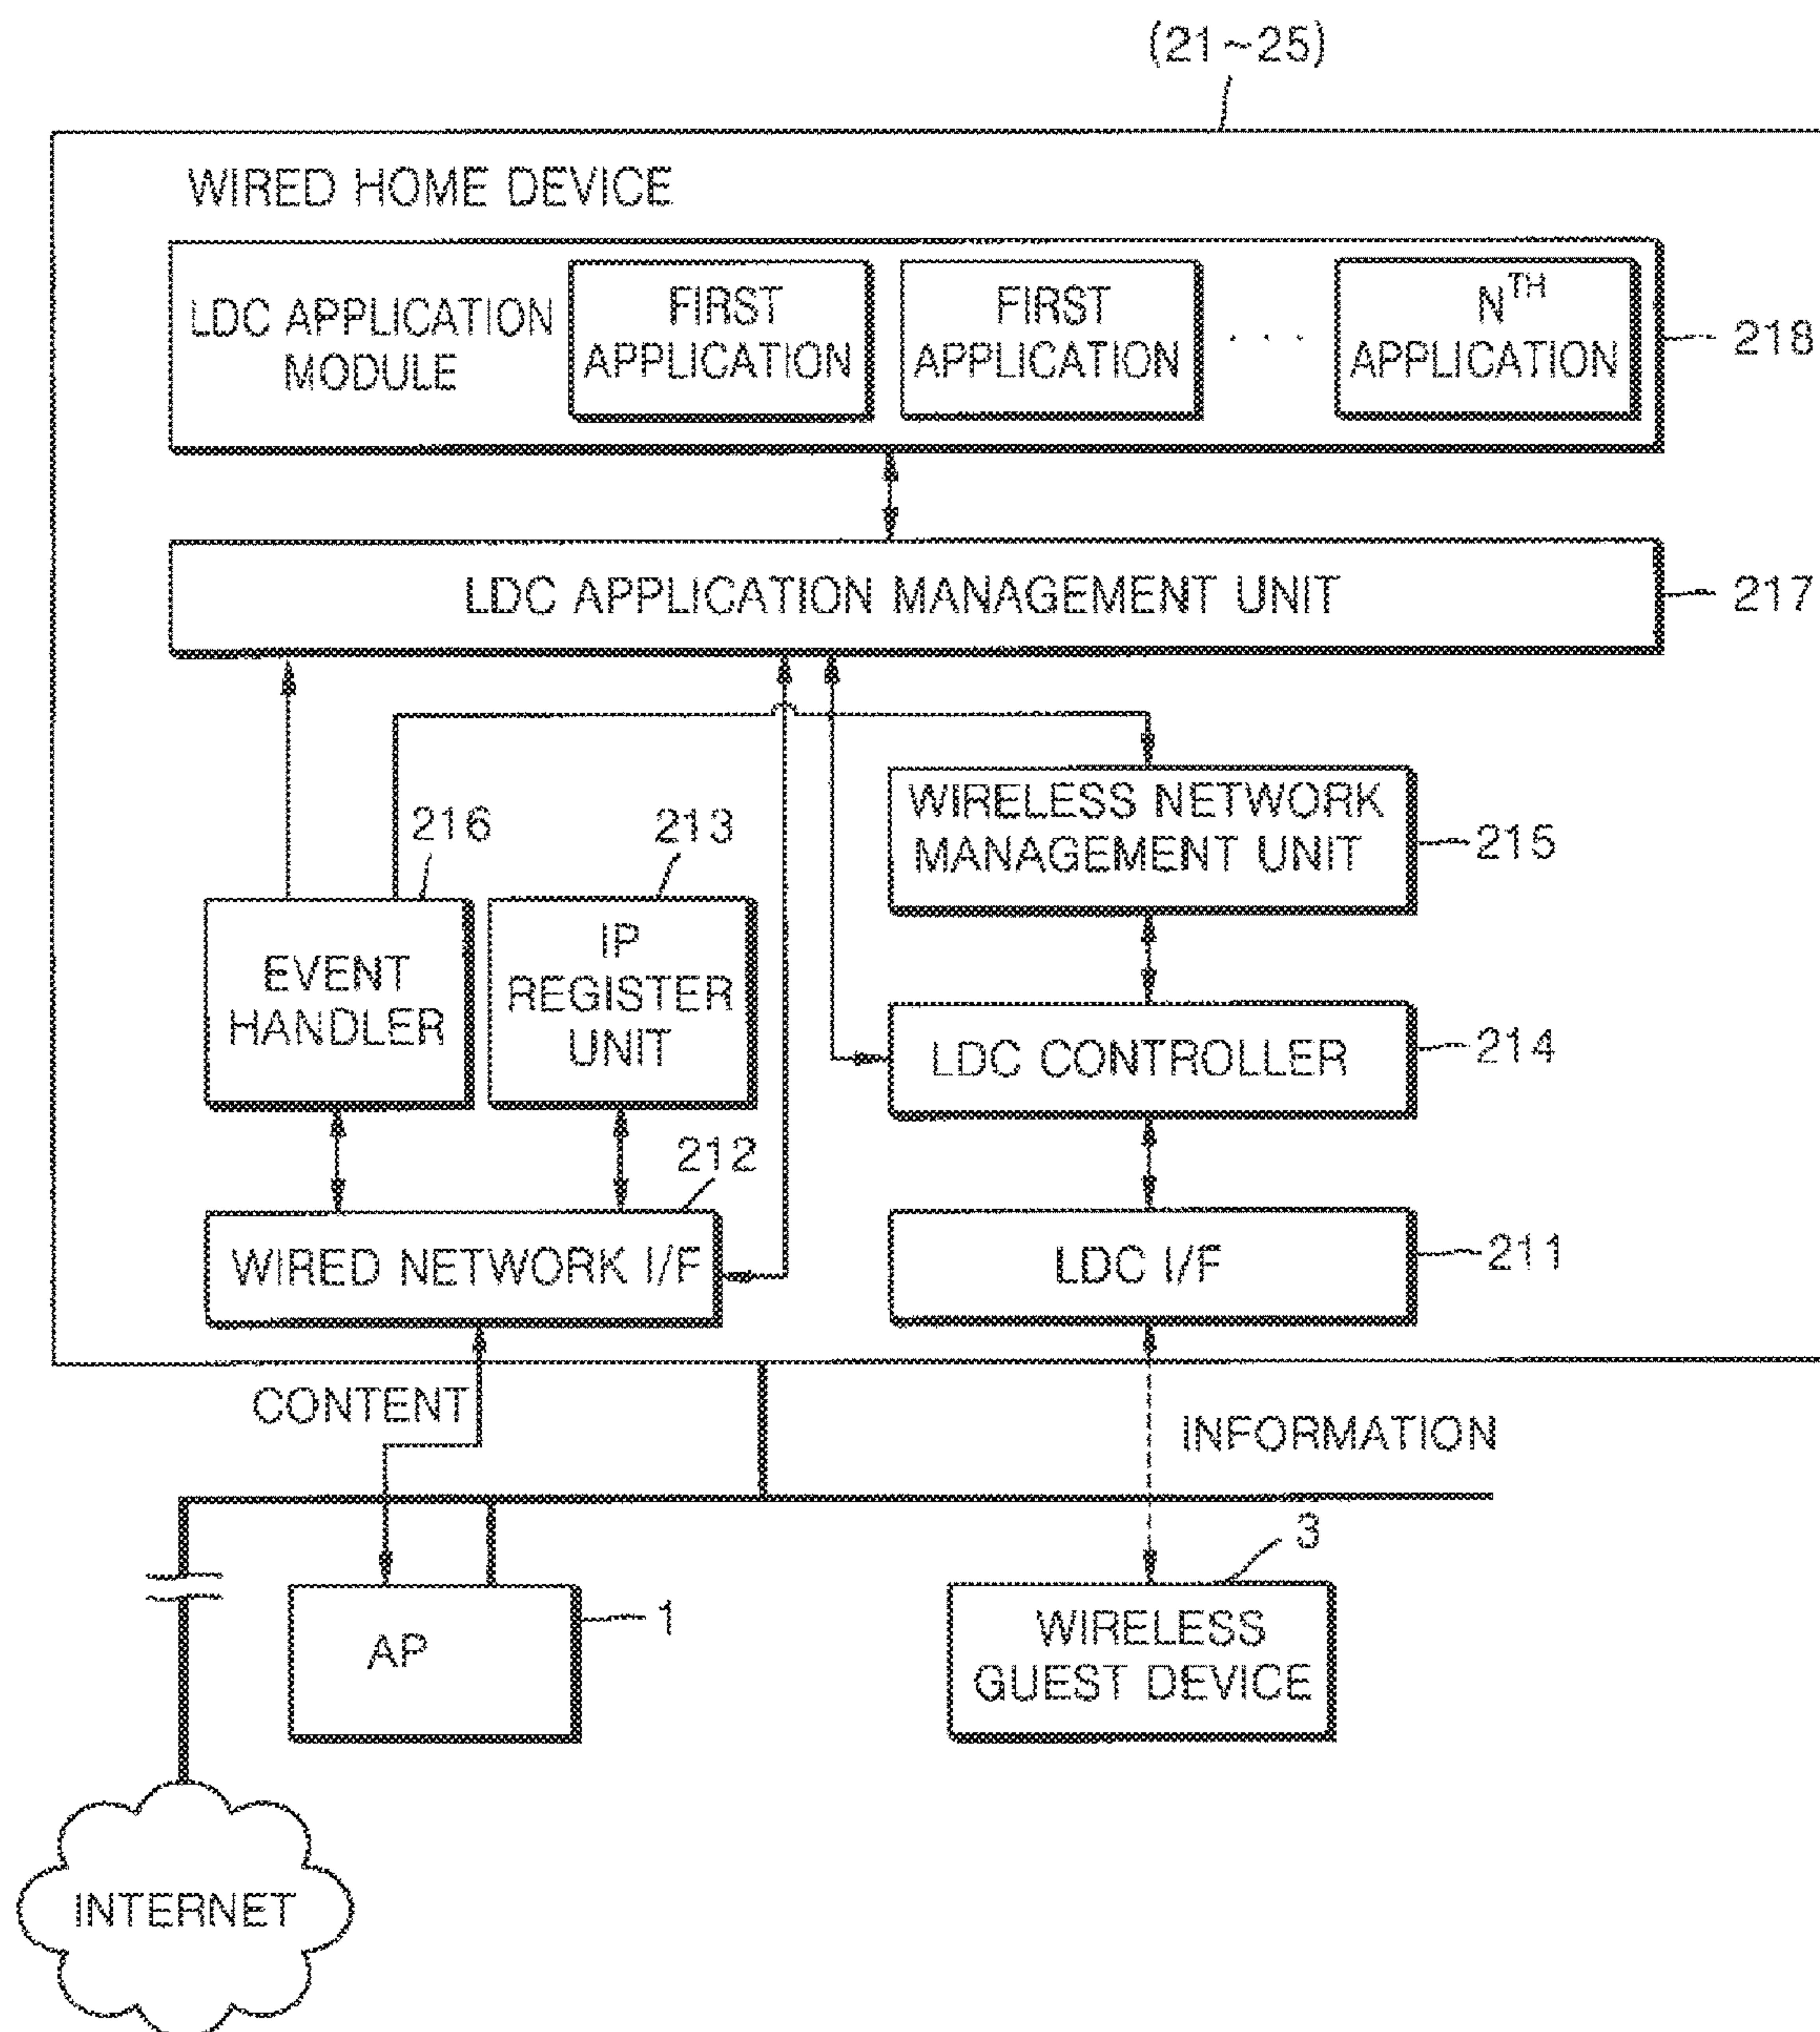 (21~25)
WIRED HOME DEVICE
LDC APPLICATION
MODULE
FIRST
APPLICATION
FIRST
APPLICATION
. . .
NTH
APPLICATION
218
LDC APPLICATION MANAGEMENT UNIT
217
WIRELESS NETWORK
MANAGEMENT UNIT
215
216
213
EVENT
HANDLER
IP
REGISTER
UNIT
LDC CONTROLLER
214
212
WIRED NETWORK I/F
LDC I/F
211
CONTENT
INFORMATION
AP
1
3
WIRELESS
GUEST DEVICE
INTERNET